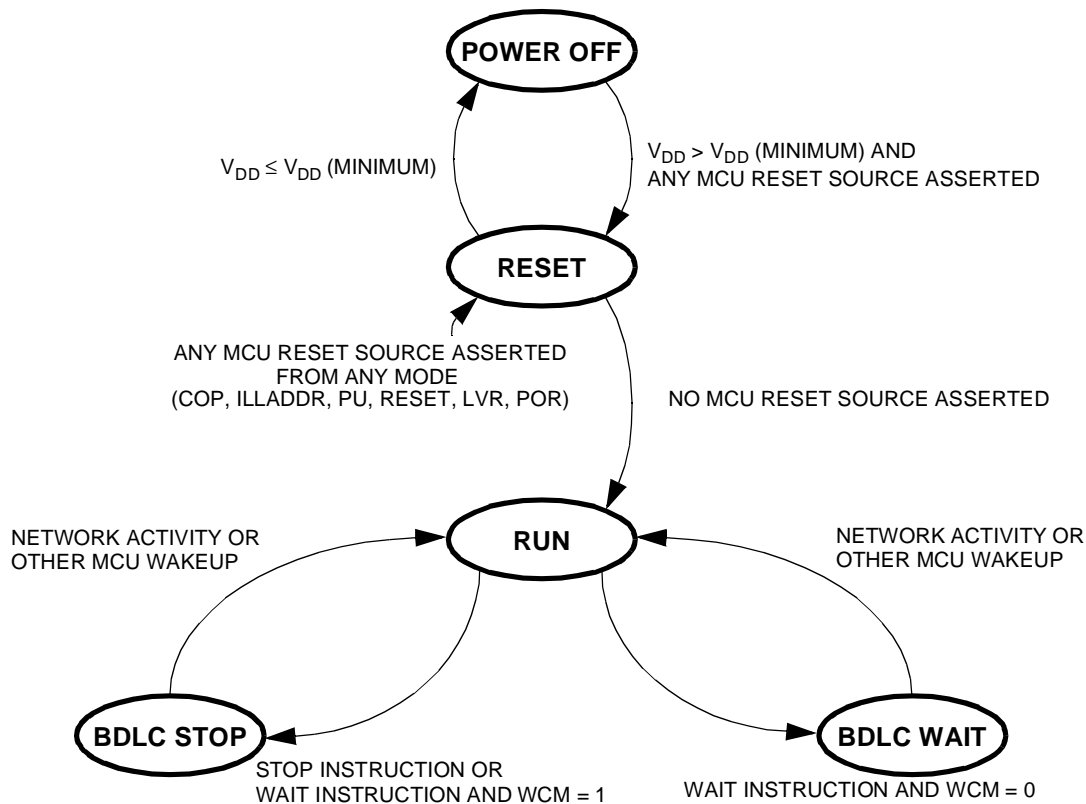 POWER OFF
V_DD ≤ V_DD (MINIMUM)
V_DD > V_DD (MINIMUM) AND
ANY MCU RESET SOURCE ASSERTED
RESET
ANY MCU RESET SOURCE ASSERTED
FROM ANY MODE
(COP, ILLADDR, PU, RESET, LVR, POR)
NO MCU RESET SOURCE ASSERTED
NETWORK ACTIVITY OR
OTHER MCU WAKEUP
RUN
NETWORK ACTIVITY OR
OTHER MCU WAKEUP
BDLC STOP
BDLC WAIT
STOP INSTRUCTION OR
WAIT INSTRUCTION AND WCM = 1
WAIT INSTRUCTION AND WCM = 0